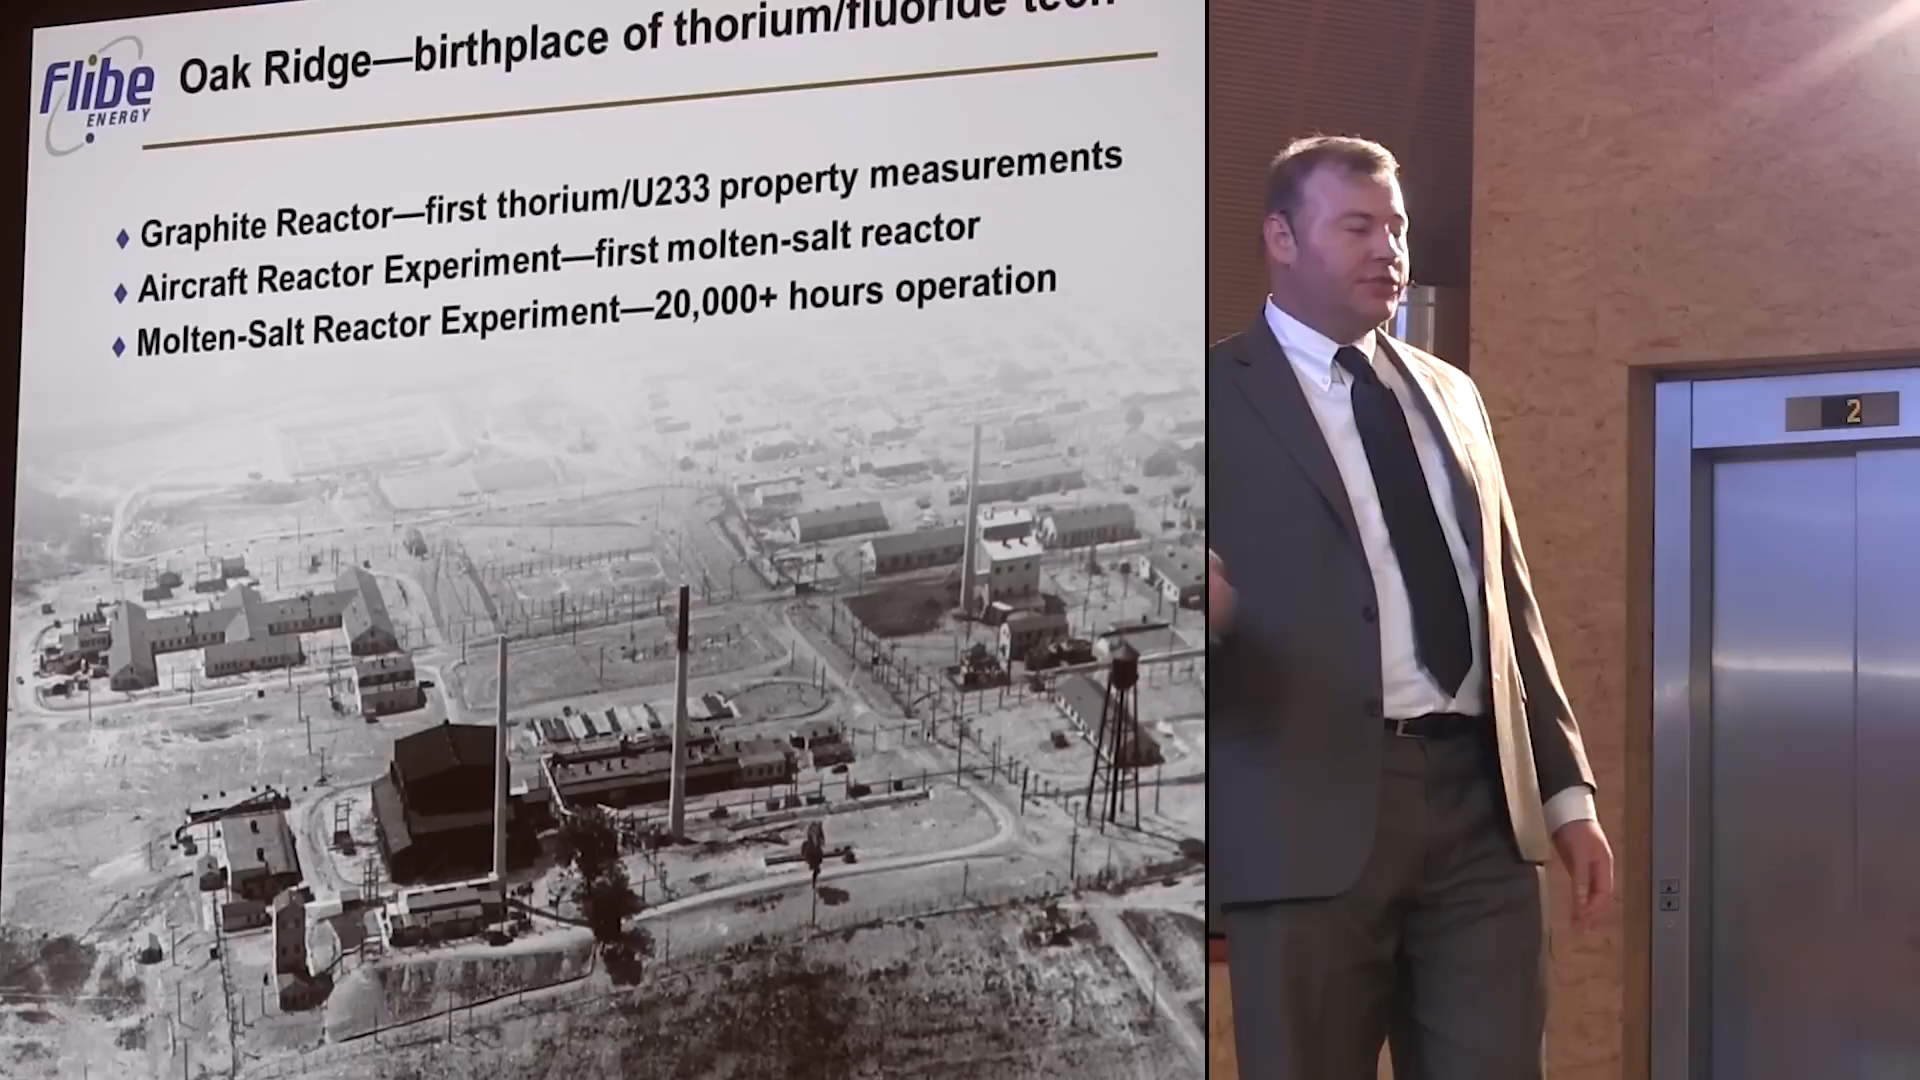 Flibe
ENERGY
Oak Ridge—birthplace of thorium/fluoride tech
♦ Graphite Reactor—first thorium/U233 property measurements
♦ Aircraft Reactor Experiment—first molten-salt reactor
♦ Molten-Salt Reactor Experiment—20,000+ hours operation
2